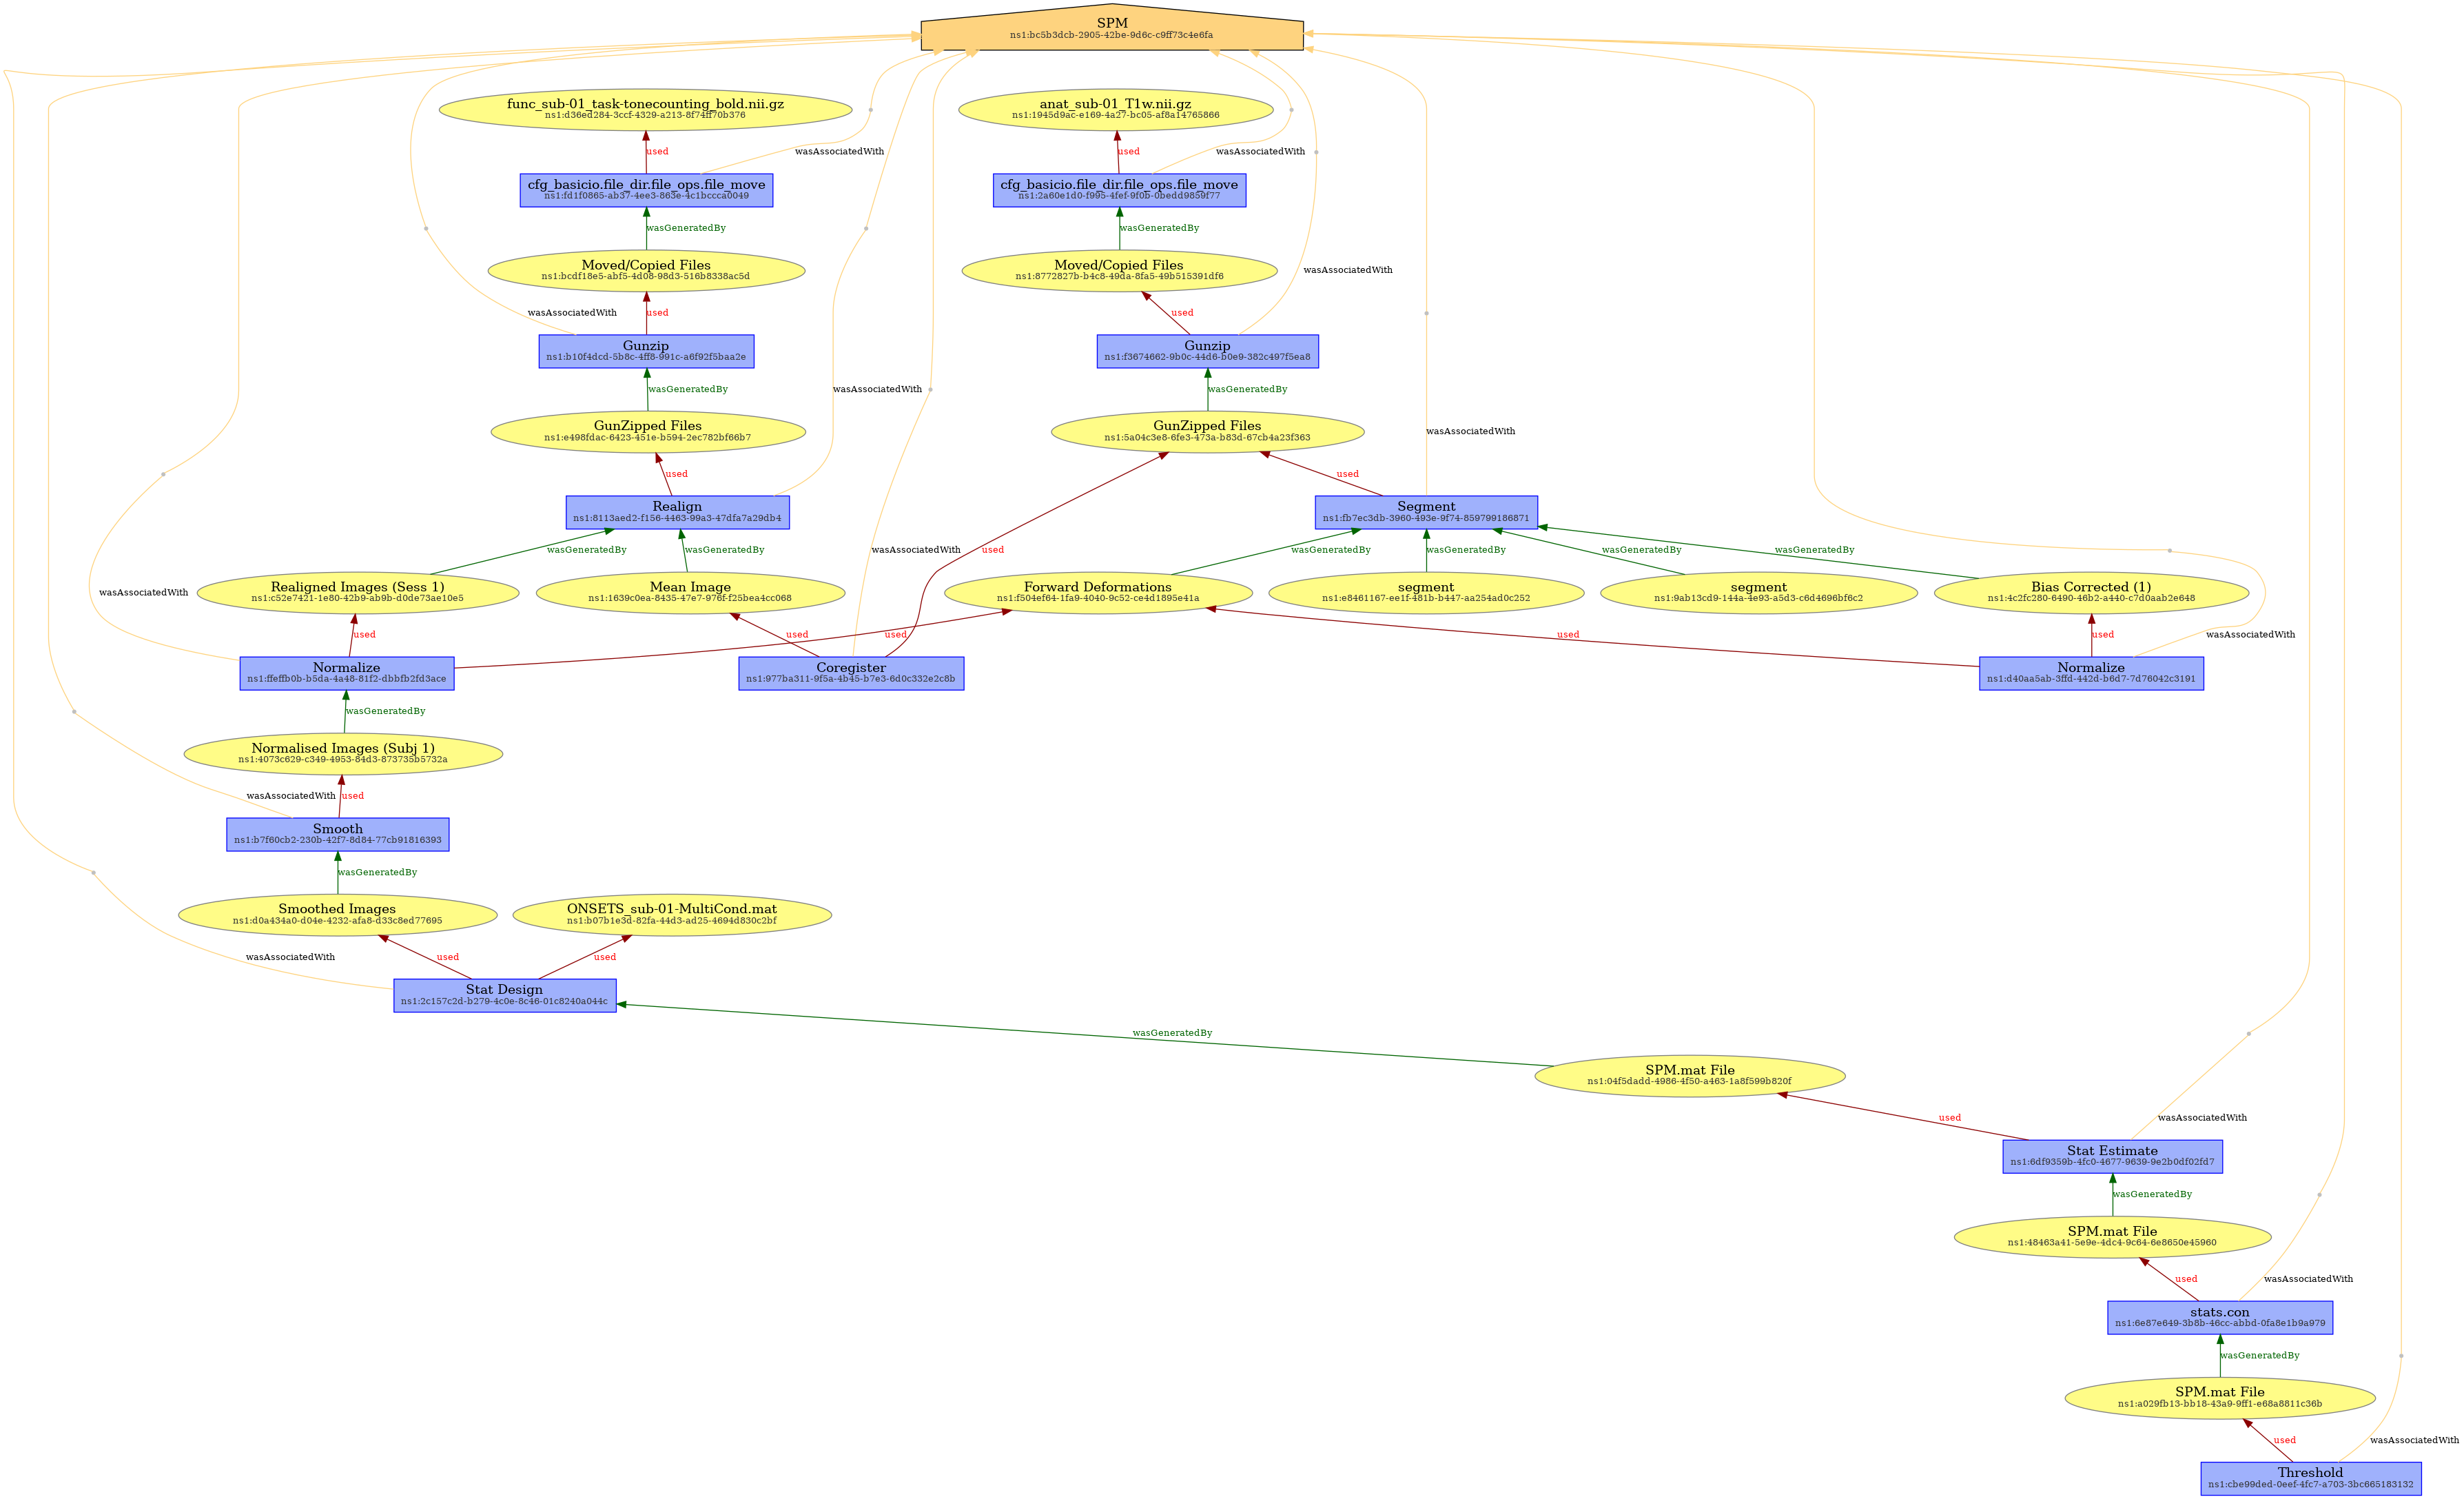 SPM
ns1:bc5b3dcb-2905-42be-9d6c-c9ff73c4e6fa
func_sub-01_task-tonecounting_bold.nii.gz
ns1:d36ed284-3ccf-4329-a213-8f74ff70b376
anat_sub-01_T1w.nii.gz
ns1:1945d9ac-e169-4a27-bc05-af8a14765866
used
wasAssociatedWith
used
wasAssociatedWith
cfg_basicio.file_dir.file_ops.file_move
ns1:fd1f0865-ab37-4ee3-863e-4c1bccca0049
cfg_basicio.file_dir.file_ops.file_move
ns1:2a60e1d0-f995-4fef-9f0b-0bedd9859f77
wasGeneratedBy
wasGeneratedBy
Moved/Copied Files
ns1:bcdf18e5-abf5-4d08-98d3-516b8338ac5d
Moved/Copied Files
ns1:8772827b-b4c8-49da-8fa5-49b515391df6
wasAssociatedWith
wasAssociatedWith
used
used
Gunzip
ns1:b10f4dcd-5b8c-4ff8-991c-a6f92f5baa2e
Gunzip
ns1:f3674662-9b0c-44d6-b0e9-382c497f5ea8
wasGeneratedBy
wasAssociatedWith
wasGeneratedBy
GunZipped Files
ns1:e498fdac-6423-451e-b594-2ec782bf66b7
GunZipped Files
ns1:5a04c3e8-6fe3-473a-b83d-67cb4a23f363
wasAssociatedWith
used
used
Realign
ns1:8113aed2-f156-4463-99a3-47dfa7a29db4
Segment
ns1:fb7ec3db-3960-493e-9f74-859799186871
wasGeneratedBy
wasGeneratedBy
wasAssociatedWith
used
wasGeneratedBy
wasGeneratedBy
wasGeneratedBy
wasGeneratedBy
Realigned Images (Sess 1)
ns1:c52e7421-1e80-42b9-ab9b-d0de73ae10e5
Mean Image
ns1:1639c0ea-8435-47e7-976f-f25bea4cc068
Forward Deformations
ns1:f504ef64-1fa9-4040-9c52-ce4d1895e41a
segment
ns1:e8461167-ee1f-481b-b447-aa254ad0c252
segment
ns1:9ab13cd9-144a-4e93-a5d3-c6d4696bf6c2
Bias Corrected (1)
ns1:4c2fc280-6490-46b2-a440-c7d0aab2e648
wasAssociatedWith
used
used
used
used
used
wasAssociatedWith
Normalize
ns1:ffeffb0b-b5da-4a48-81f2-dbbfb2fd3ace
Coregister
ns1:977ba311-9f5a-4b45-b7e3-6d0c332e2c8b
Normalize
ns1:d40aa5ab-3ffd-442d-b6d7-7d76042c3191
wasGeneratedBy
Normalised Images (Subj 1)
ns1:4073c629-c349-4953-84d3-873735b5732a
wasAssociatedWith
used
Smooth
ns1:b7f60cb2-230b-42f7-8d84-77cb91816393
wasGeneratedBy
Smoothed Images
ns1:d0a434a0-d04e-4232-afa8-d33c8ed77695
ONSETS_sub-01-MultiCond.mat
ns1:b07b1e3d-82fa-44d3-ad25-4694d830c2bf
wasAssociatedWith
used
used
Stat Design
ns1:2c157c2d-b279-4c0e-8c46-01c8240a044c
wasGeneratedBy
SPM.mat File
ns1:04f5dadd-4986-4f50-a463-1a8f599b820f
used
wasAssociatedWith
Stat Estimate
ns1:6df9359b-4fc0-4677-9639-9e2b0df02fd7
wasGeneratedBy
SPM.mat File
ns1:48463a41-5e9e-4dc4-9c64-6e8650e45960
used
wasAssociatedWith
stats.con
ns1:6e87e649-3b8b-46cc-abbd-0fa8e1b9a979
wasGeneratedBy
SPM.mat File
ns1:a029fb13-bb18-43a9-9ff1-e68a8811c36b
used
wasAssociatedWith
Threshold
ns1:cbe99ded-0eef-4fc7-a703-3bc665183132